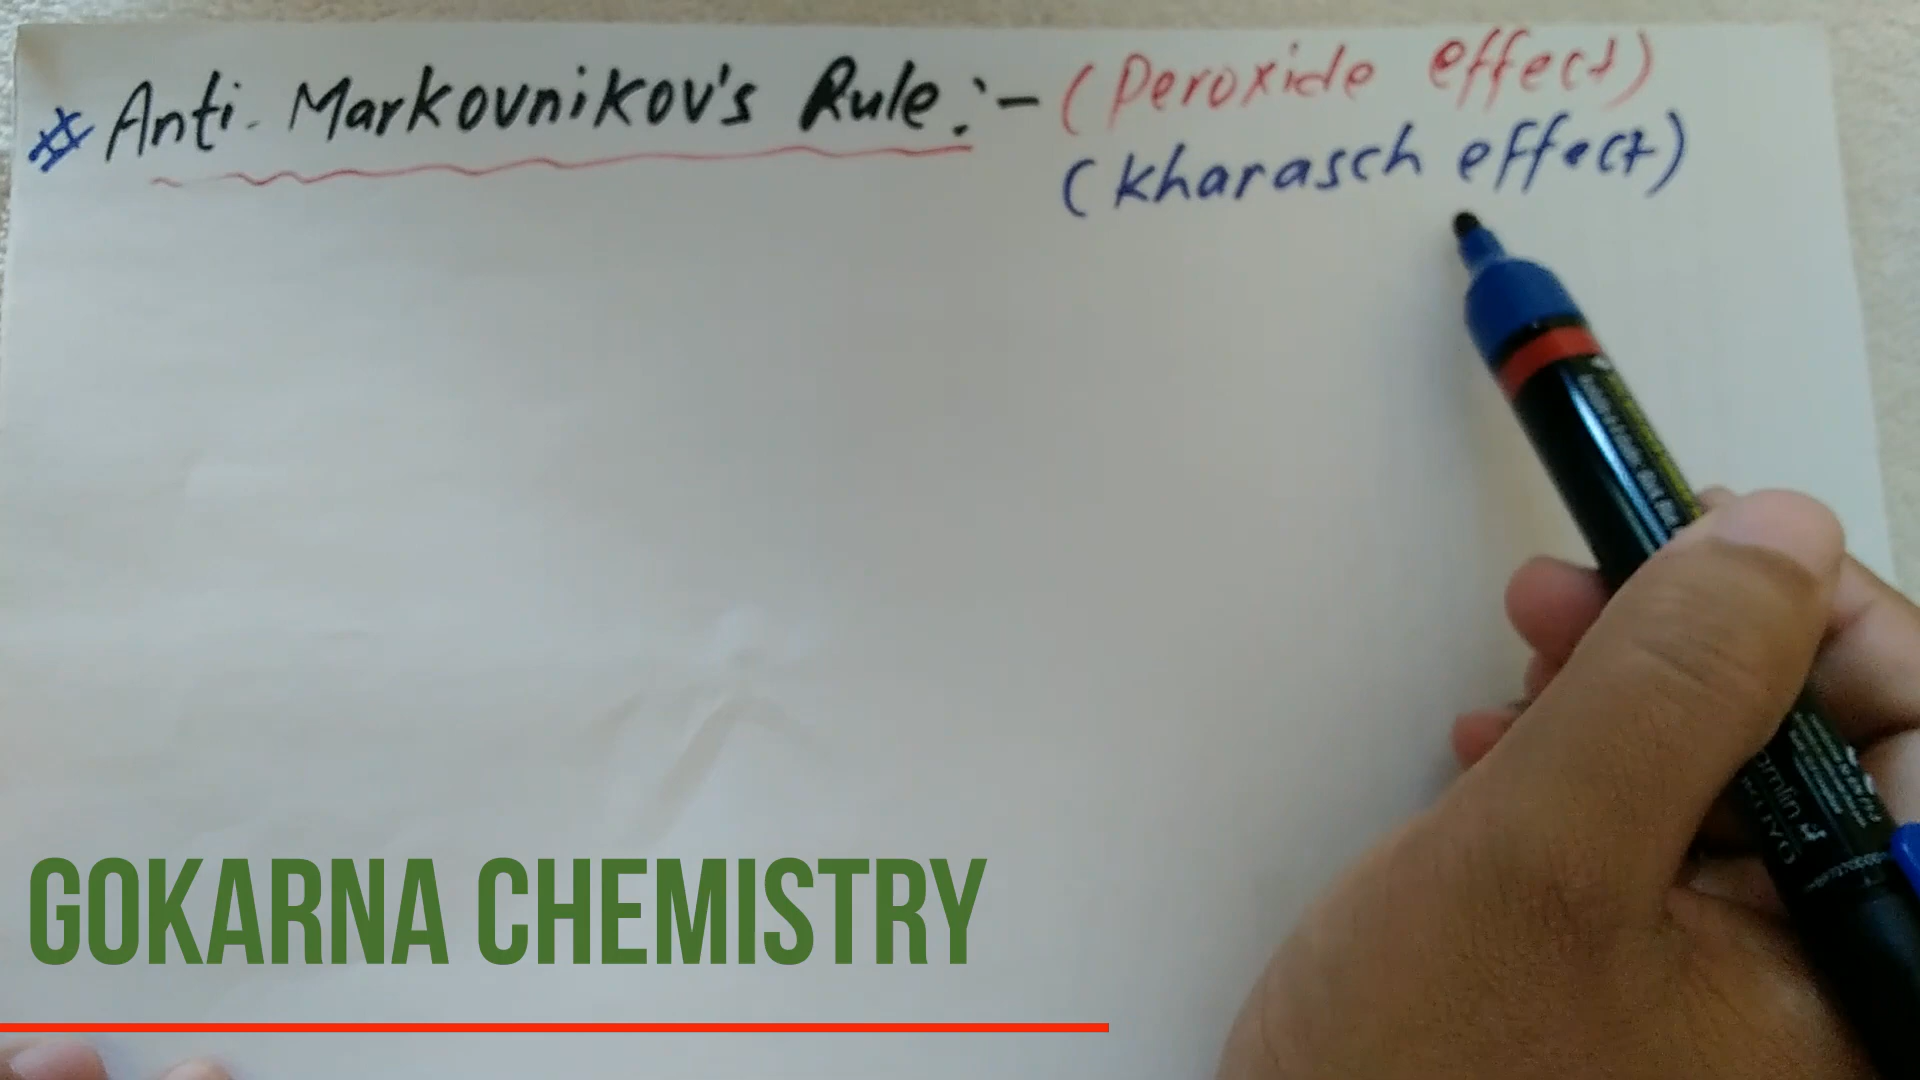 # Anti-Markovnikov's Rule:- (Peroxide effect)
(Kharasch effect)
GOKARNA CHEMISTRY